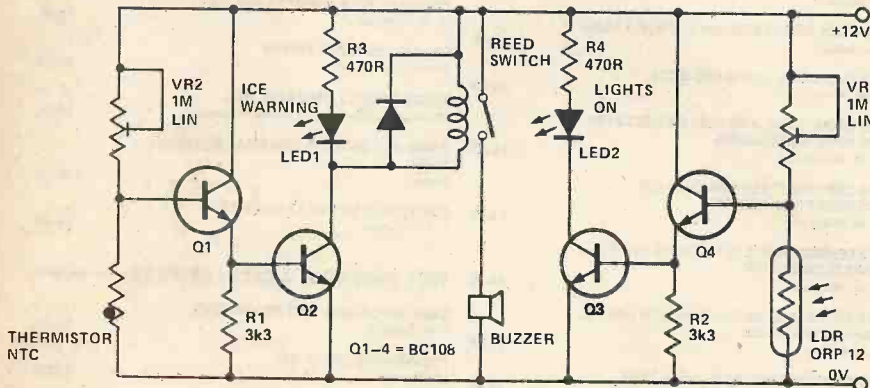 +12V
R3
470R
REED
SWITCH
R4
470R
VR2
1M
LIN
ICE
WARNING
LIGHTS
ON
VR
1M
LIN
LED1
LED2
Q1
Q4
Q2
Q3
R1
3k3
R2
3k3
THERMISTOR
NTC
Q1–4 = BC108
BUZZER
LDR
ORP 12
0V